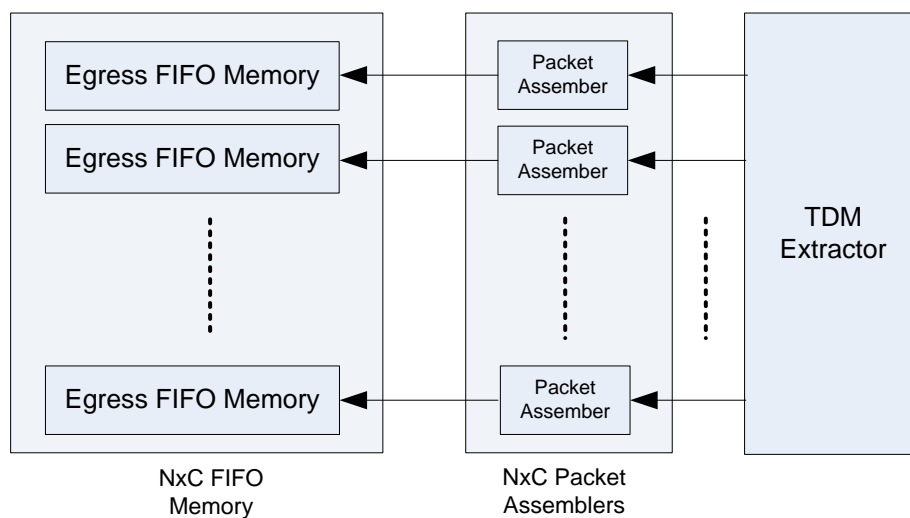 Egress FIFO Memory
Packet
Assember
Egress FIFO Memory
Packet
Assember
TDM
Extractor
Egress FIFO Memory
Packet
Assember
NxC FIFO
Memory
NxC Packet
Assemblers